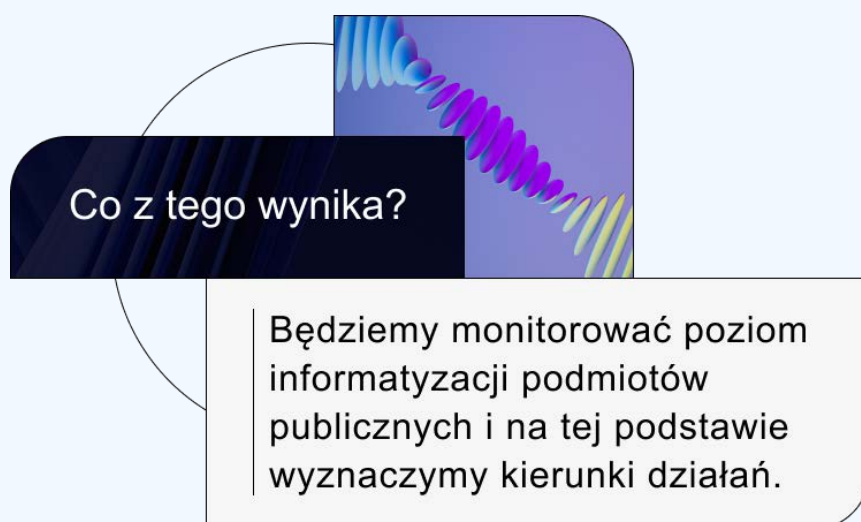 Co z tego wynika?
Będziemy monitorować poziom
informatyzacji podmiotów
publicznych i na tej podstawie
wyznaczymy kierunki działań.